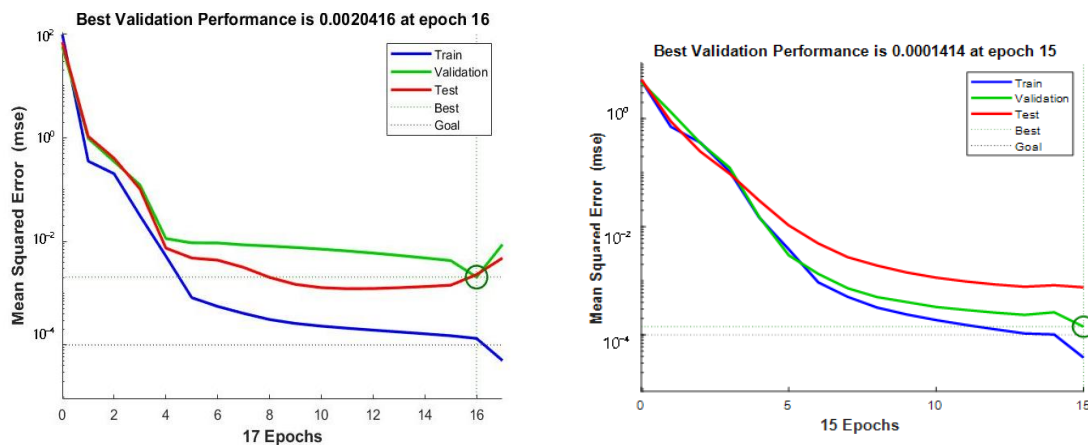 Best Validation Performance is 0.0020416 at epoch 16
Mean Squared Error (mse)
10^2
10^0
10^-2
10^-4
Train
Validation
Test
Best
Goal
0 2 4 6 8 10 12 14 16
17 Epochs
Best Validation Performance is 0.0001414 at epoch 15
Mean Squared Error (mse)
10^0
10^-2
10^-4
Train
Validation
Test
Best
Goal
0 5 10 15
15 Epochs